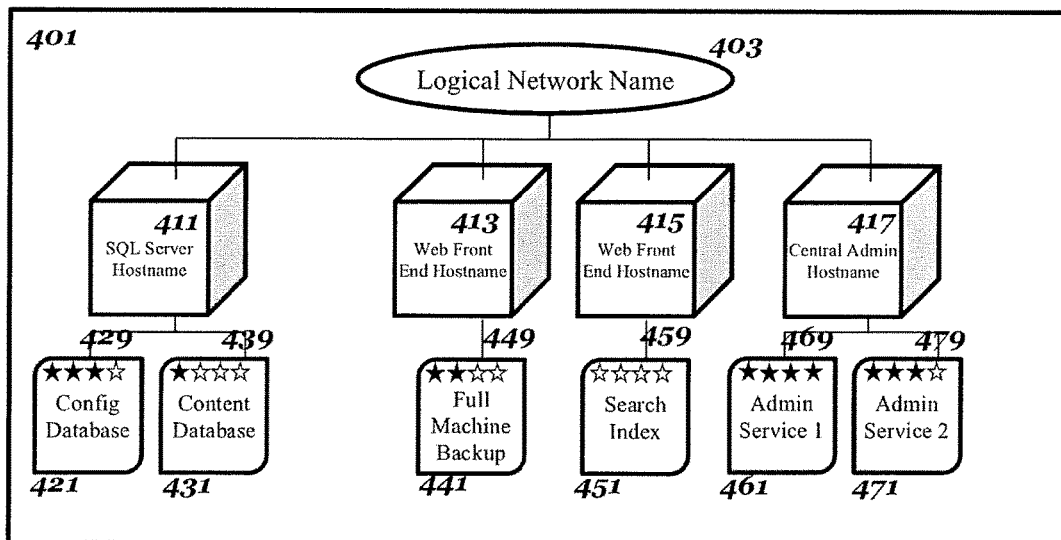 401
403
Logical Network Name
411
SQL Server
Hostname
413
Web Front
End Hostname
415
Web Front
End Hostname
417
Central Admin
Hostname
429
★★★☆
Config
Database
421
439
★☆☆☆
Content
Database
431
449
★★☆☆
Full
Machine
Backup
441
459
☆☆☆☆
Search
Index
451
469
★★★★
Admin
Service 1
461
479
★★★☆
Admin
Service 2
471